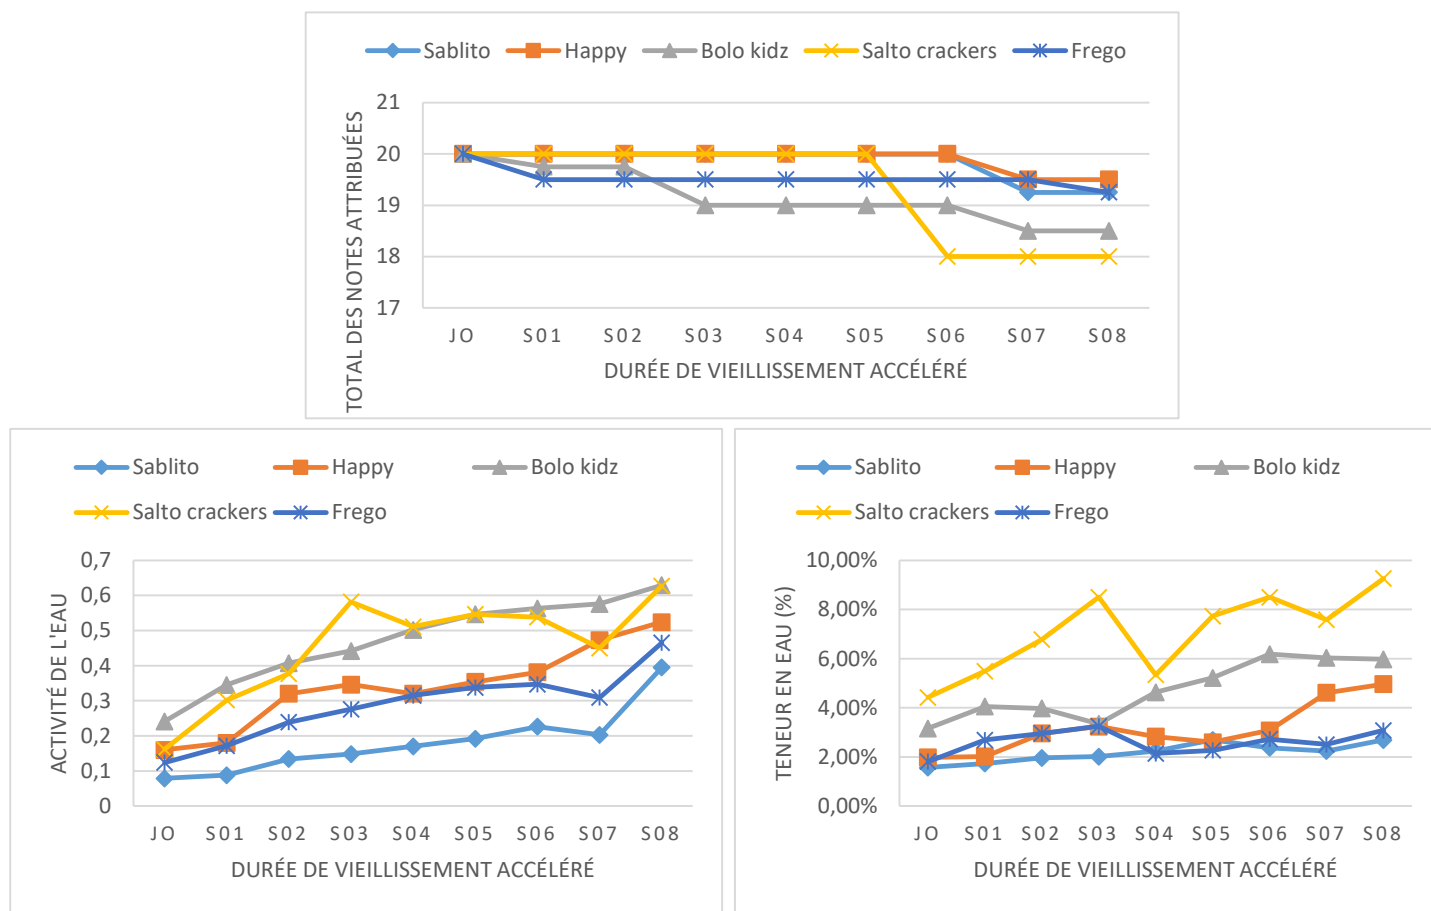 Sablito Happy Bolo kidz Salto crackers Frego
21
20
19
18
17
TOTAL DES NOTES ATTRIBUÉES
JO S01 S02 S03 S04 S05 S06 S07 S08
DURÉE DE VIEILLISSEMENT ACCÉLÉRÉ
Sablito Happy Bolo kidz
Salto crackers Frego
0,7
0,6
0,5
0,4
0,3
0,2
0,1
0
ACTIVITÉ DE L'EAU
JO S01 S02 S03 S04 S05 S06 S07 S08
DURÉE DE VIEILLISSEMENT ACCÉLÉRÉ
Sablito Happy Bolo kidz
Salto crackers Frego
10,00%
8,00%
6,00%
4,00%
2,00%
0,00%
TENEUR EN EAU (%)
JO S01 S02 S03 S04 S05 S06 S07 S08
DURÉE DE VIEILLISSEMENT ACCÉLÉRÉ